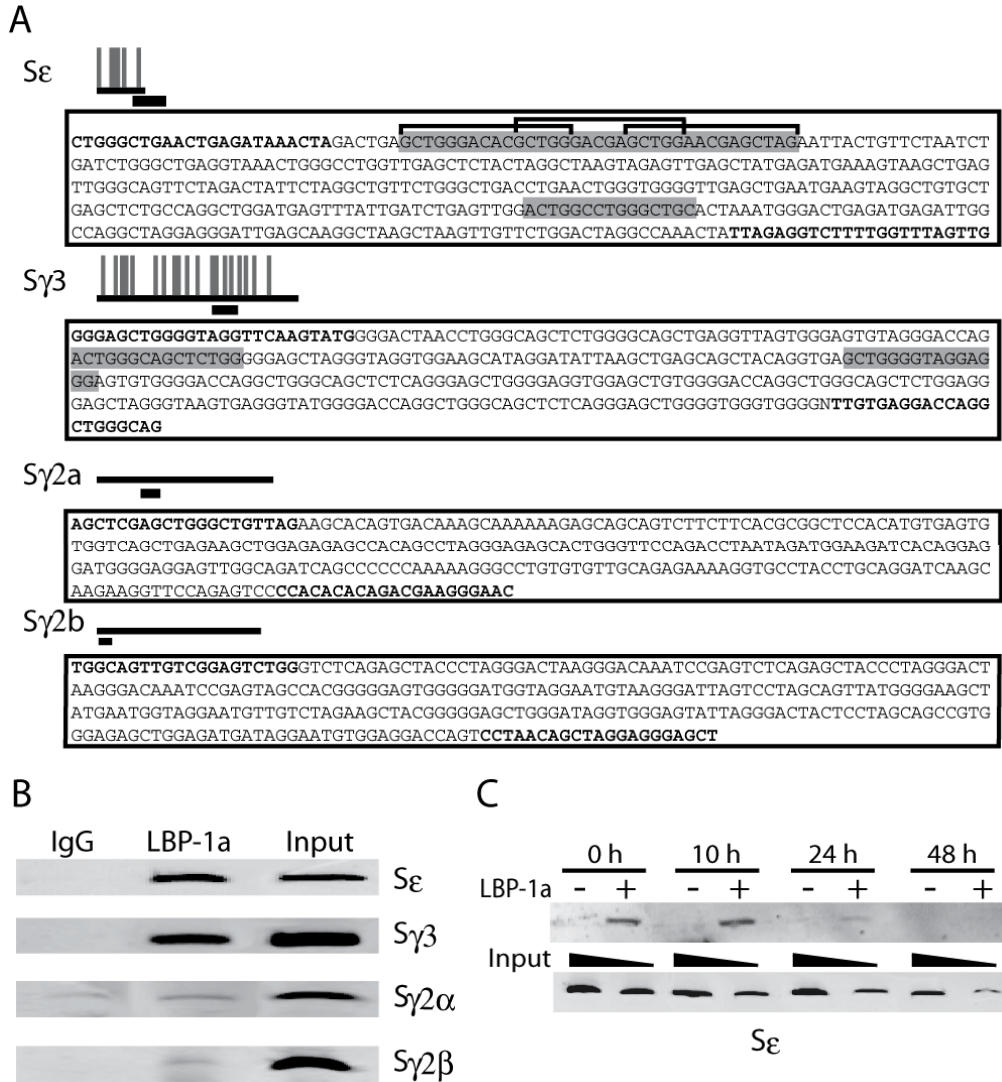 A
Sε
CTGGGCTGAACTGAGATAAACTAGACTGAGCTGGGACACGCTGGGACGAGCTGGAACGAGCTAGAATTACTGTTCTAATCT
GATCTGGGCTGAGGTAAACTGGGCCTGGTTGAGCTCTACTAGGCTAAGTAGAGTTGAGCTATGAGATGAAAGTAAGCTGAG
TTGGGCAGTTCTAGACTATTCTAGGCTGTTCTGGGCTGACCTGAACTGGGTGGGGTTGAGCTGAATGAAGTAGGCTGTGCT
GAGCTCTGCCAGGCTGGATGAGTTTATTGATCTGAGTTGGACTGGCCTGGGCTGCACTAAATGGGACTGAGATGAGATTGG
CCAGGCTAGGAGGGATTGAGCAAGGCTAAGCTAAGTTGTTCTGGACTAGGCCAAACTATTAGAGGTCTTTTGGTTTAGTTG
Sγ3
GGGAGCTGGGGTAGGTTCAAGTATGGGGACTAACCTGGGCAGCTCTGGGGCAGCTGAGGTTAGTGGGAGTGTAGGGACCAG
ACTGGGCAGCTCTGGGGGAGCTAGGGTAGGTGGAAGCATAGGATATTAAGCTGAGCAGCTACAGGTGAGCTGGGGTAGGAG
GGAGTGTGGGGACCAGGCTGGGCAGCTCTCAGGGAGCTGGGGAGGTGGAGCTGTGGGGACCAGGCTGGGCAGCTCTGGAGG
GAGCTAGGGTAAGTGAGGGTATGGGGACCAGGCTGGGCAGCTCTCAGGGAGCTGGGGTGGGTGGGGNTTGTGAGGACCAGG
CTGGGCAG
Sγ2a
AGCTCGAGCTGGGCTGTTAGAAGCACAGTGACAAAGCAAAAAAGAGCAGCAGTCTTCTTCACGCGGCTCCACATGTGAGTG
TGGTCAGCTGAGAAGCTGGAGAGAGCCACAGCCTAGGGAGAGCACTGGGTTCCAGACCTAATAGATGGAAGATCACAGGAG
GATGGGGAGGAGTTGGCAGATCAGCCCCCCAAAAAGGGCCTGTGTGTTGCAGAGAAAAGGTGCCTACCTGCAGGATCAAGC
AAGAAGGTTCCAGAGTCCCCACACACAGACGAAGGGAAC
Sγ2b
TGGCAGTTGTCGGAGTCTGGGTCTCAGAGCTACCCTAGGGACTAAGGGACAAATCCGAGTCTCAGAGCTACCCTAGGGACT
AAGGGACAAATCCGAGTAGCCACGGGGGAGTGGGGGATGGTAGGAATGTAAGGGATTAGTCCTAGCAGTTATGGGGAAGCT
ATGAATGGTAGGAATGTTGTCTAGAAGCTACGGGGGAGCTGGGATAGGTGGGAGTATTAGGGACTACTCCTAGCAGCCGTG
GGAGAGCTGGAGATGATAGGAATGTGGAGGACCAGTCCTAACAGCTAGGAGGGAGCT
B
IgG LBP-1a Input
Sε
Sγ3
Sγ2α
Sγ2β
C
0 h 10 h 24 h 48 h
LBP-1a - + - + - + - +
Input
Sε